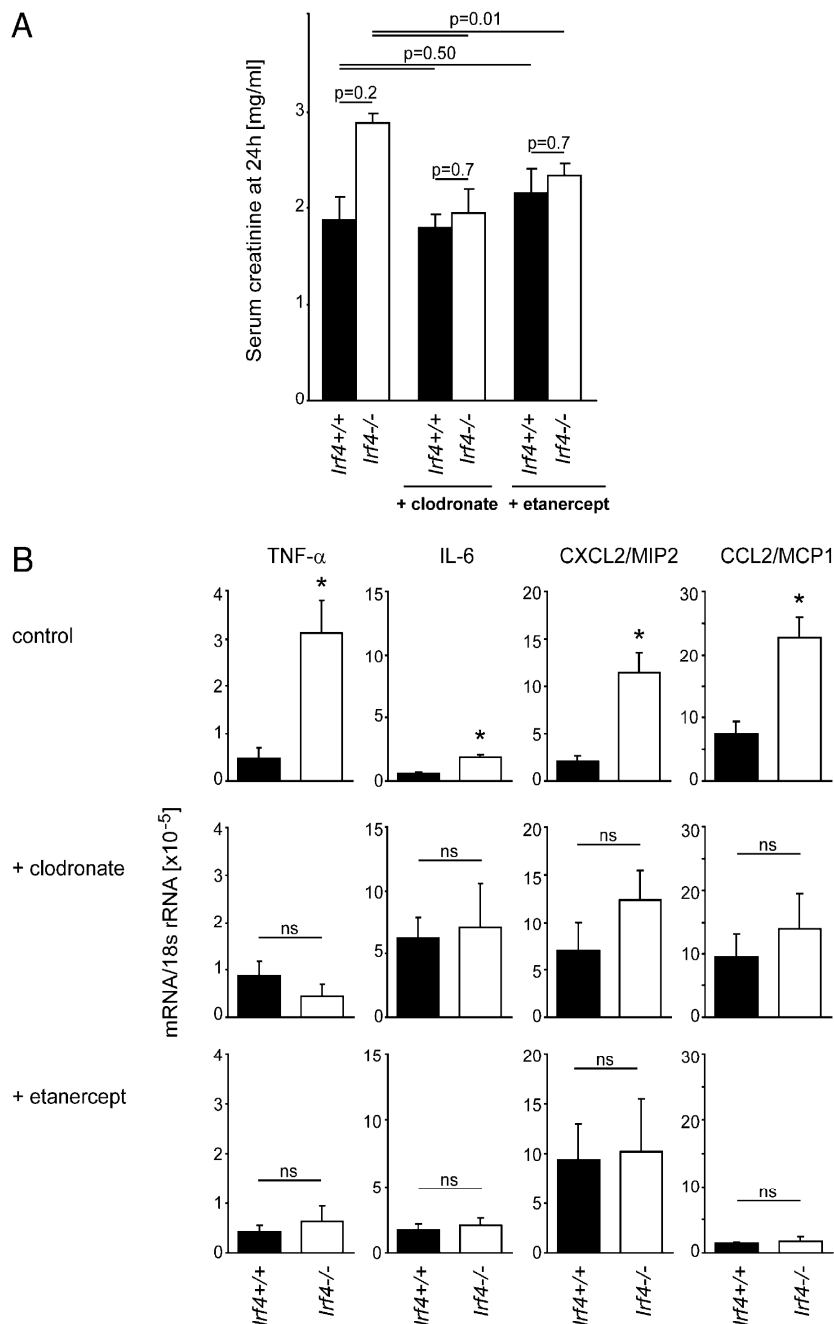 A
Serum creatinine at 24h [mg/ml]
p=0.01
p=0.50
p=0.2
p=0.7
p=0.7
3
2
1
0
Irf4+/+ Irf4-/- Irf4+/+ Irf4-/- Irf4+/+ Irf4-/-
+ clodronate + etanercept
B
TNF-α IL-6 CXCL2/MIP2 CCL2/MCP1
control
4 3 2 1 0 *
15 10 5 0 *
20 15 10 5 0 *
30 20 10 0 *
mRNA/18s rRNA [x10-5]
+ clodronate
4 3 2 1 0 ns
15 10 5 0 ns
20 15 10 5 0 ns
30 20 10 0 ns
+ etanercept
4 3 2 1 0 ns
15 10 5 0 ns
20 15 10 5 0 ns
30 20 10 0 ns
Irf4+/+ Irf4-/- Irf4+/+ Irf4-/- Irf4+/+ Irf4-/- Irf4+/+ Irf4-/-